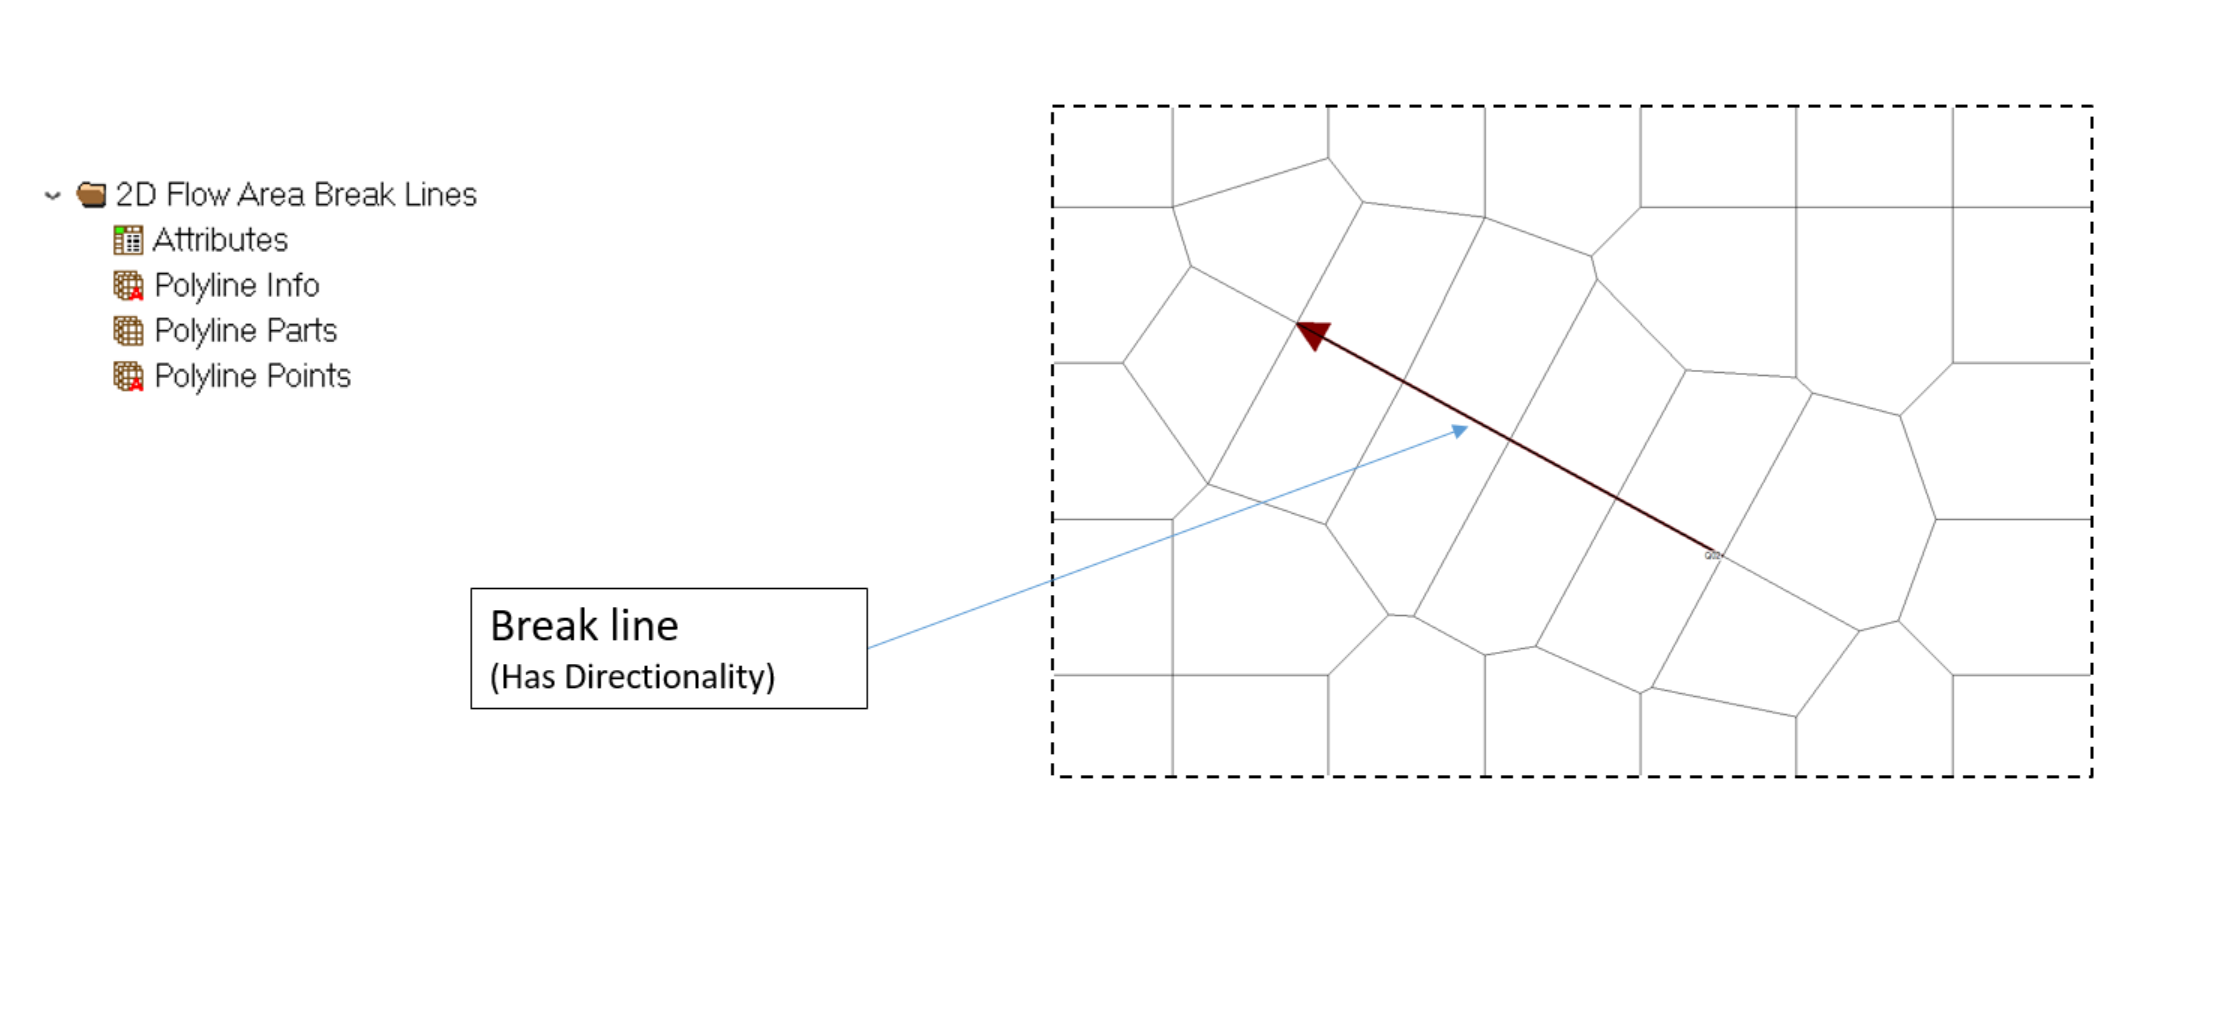 2D Flow Area Break Lines
Attributes
Polyline Info
Polyline Parts
Polyline Points
Break line
(Has Directionality)